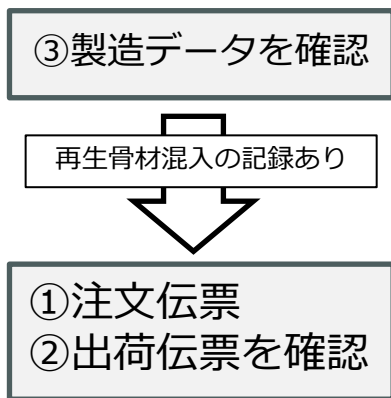 ③製造データを確認
再生骨材混入の記録あり
①注文伝票
②出荷伝票を確認